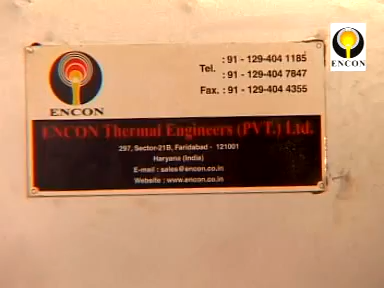 ENCON
Tel. : 91 - 129-404 1185
: 91 - 129-404 7847
Fax. : 91 - 129-404 4355
ENCON
ENCON Thermal Engineers (PVT.) Ltd.
297, Sector-21B, Faridabad - 121001
Haryana (India)
E-mail : sales@encon.co.in
Website : www.encon.co.in